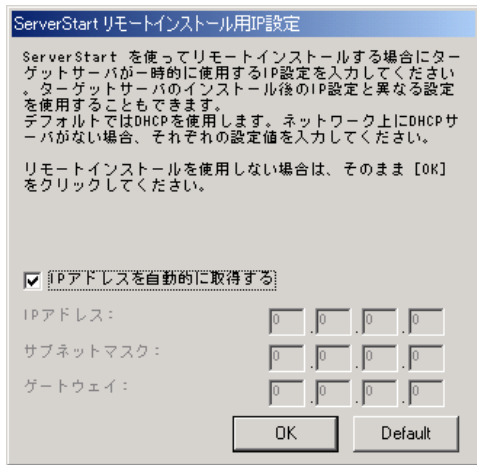 ServerStart リモートインストール用IP設定
ServerStart を使ってリモートインストールする場合にター
ゲットサーバが一時的に使用するIP設定を入力してください
。ターゲットサーバのインストール後のIP設定と異なる設定
を使用することもできます。
デフォルトではDHCPを使用します。ネットワーク上にDHCPサ
ーバがない場合、それぞれの設定値を入力してください。
リモートインストールを使用しない場合は、そのまま [OK]
をクリックしてください。
IPアドレスを自動的に取得する
IPアドレス: 0 .0 .0 .0
サブネットマスク: 0 .0 .0 .0
ゲートウェイ: 0 .0 .0 .0
OK Default